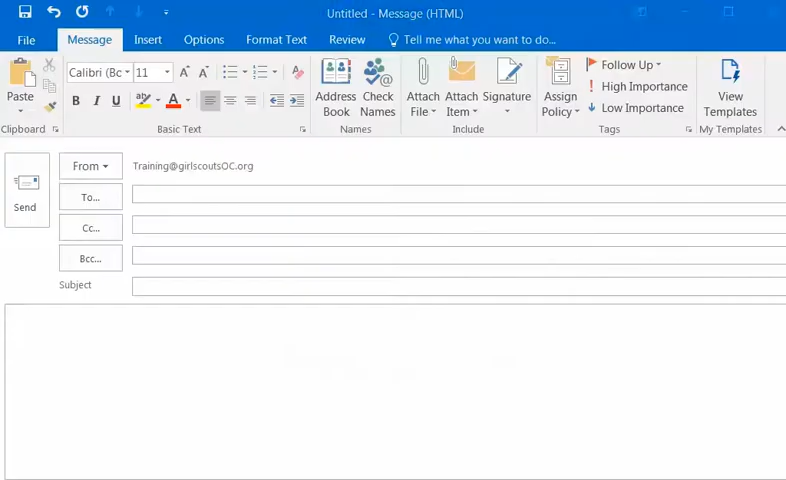 Untitled - Message (HTML)
File Message Insert Options Format Text Review Tell me what you want to do...
Paste
Clipboard
Calibri (Bc 11
B I U ab A
Basic Text
Address Book
Check Names
Names
Attach File
Attach Item
Signature
Include
Assign Policy
Follow Up
High Importance
Low Importance
Tags
View Templates
My Templates
Send
From Training@girlscoutsOC.org
To...
Cc...
Bcc...
Subject